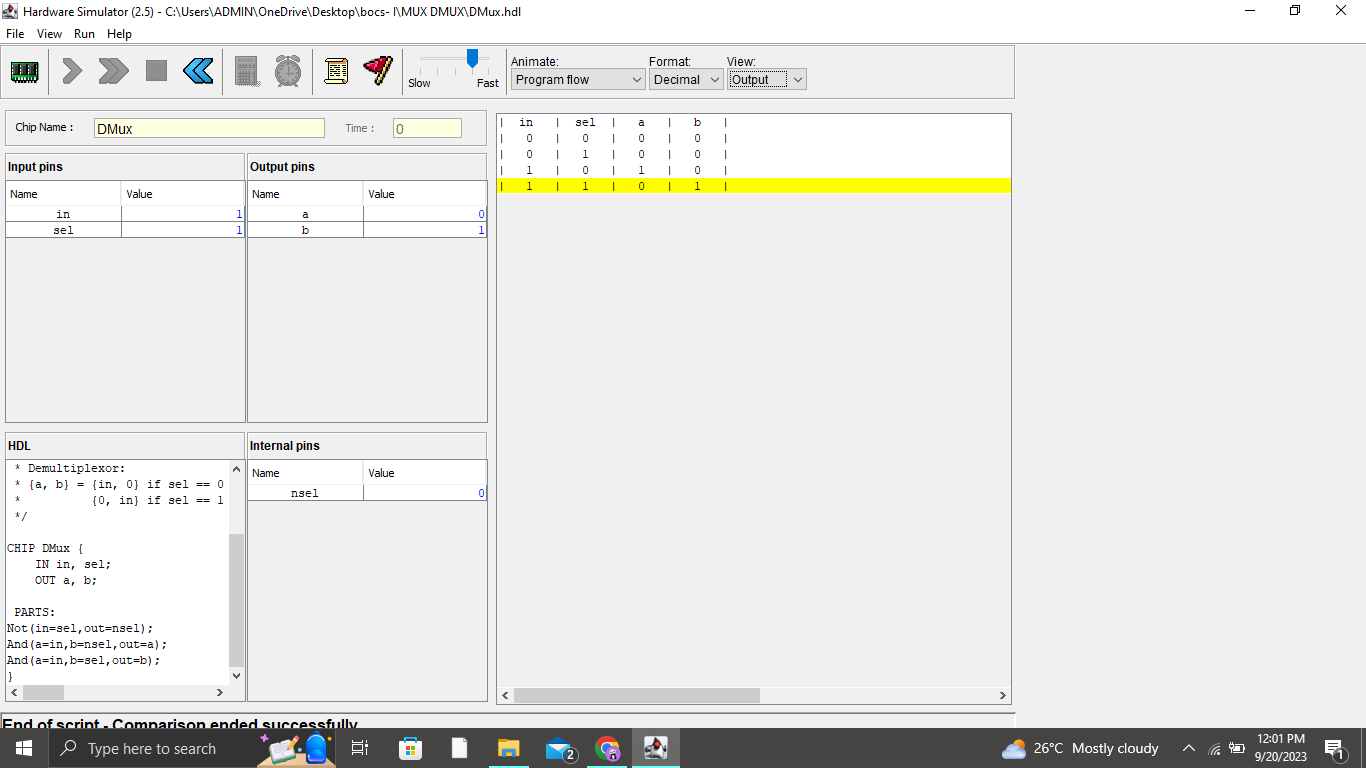 Hardware Simulator (2.5) - C:\Users\ADMIN\OneDrive\Desktop\bocs- I\MUX DMUX\DMux.hdl
File View Run Help
Slow Fast
Animate: Format: View:
Program flow Decimal Output
Chip Name : DMux Time : 0
Input pins
Name Value
in 1
sel 1
Output pins
Name Value
a 0
b 1
| in | sel | a | b |
| 0 | 0 | 0 | 0 |
| 0 | 1 | 0 | 0 |
| 1 | 0 | 1 | 0 |
| 1 | 1 | 0 | 1 |
HDL
* Demultiplexor:
* {a, b} = {in, 0} if sel == 0
* {0, in} if sel == 1
*/
CHIP DMux {
IN in, sel;
OUT a, b;
PARTS:
Not(in=sel,out=nsel);
And(a=in,b=nsel,out=a);
And(a=in,b=sel,out=b);
}
Internal pins
Name Value
nsel 0
End of script - Comparison ended successfully
Type here to search
2
26°C Mostly cloudy
12:01 PM
9/20/2023
1